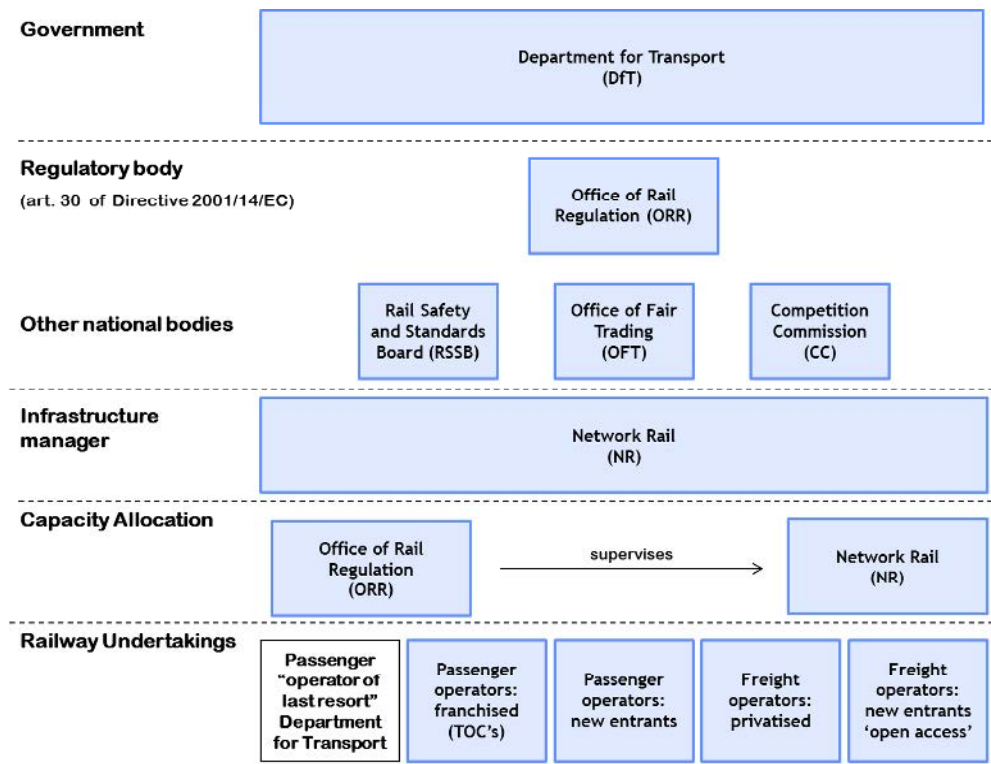 Government
Department for Transport
(DfT)
Regulatory body
(art. 30 of Directive 2001/14/EC)
Office of Rail
Regulation (ORR)
Other national bodies
Rail Safety
and Standards
Board (RSSB)
Office of Fair
Trading
(OFT)
Competition
Commission
(CC)
Infrastructure
manager
Network Rail
(NR)
Capacity Allocation
Office of Rail
Regulation
(ORR)
supervises
Network Rail
(NR)
Railway Undertakings
Passenger
“operator of
last resort”
Department
for Transport
Passenger
operators:
franchised
(TOC's)
Passenger
operators:
new entrants
Freight
operators:
privatised
Freight
operators:
new entrants
‘open access’